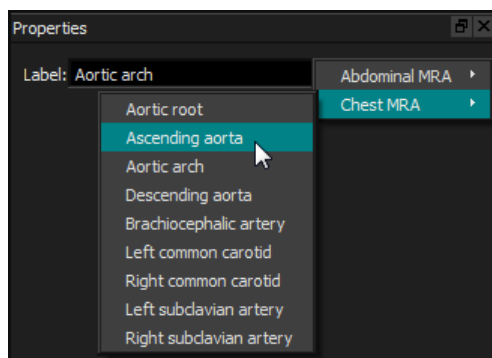 Properties
Label: Aortic arch
Abdominal MRA
Chest MRA
Aortic root
Ascending aorta
Aortic arch
Descending aorta
Brachiocephalic artery
Left common carotid
Right common carotid
Left subclavian artery
Right subclavian artery